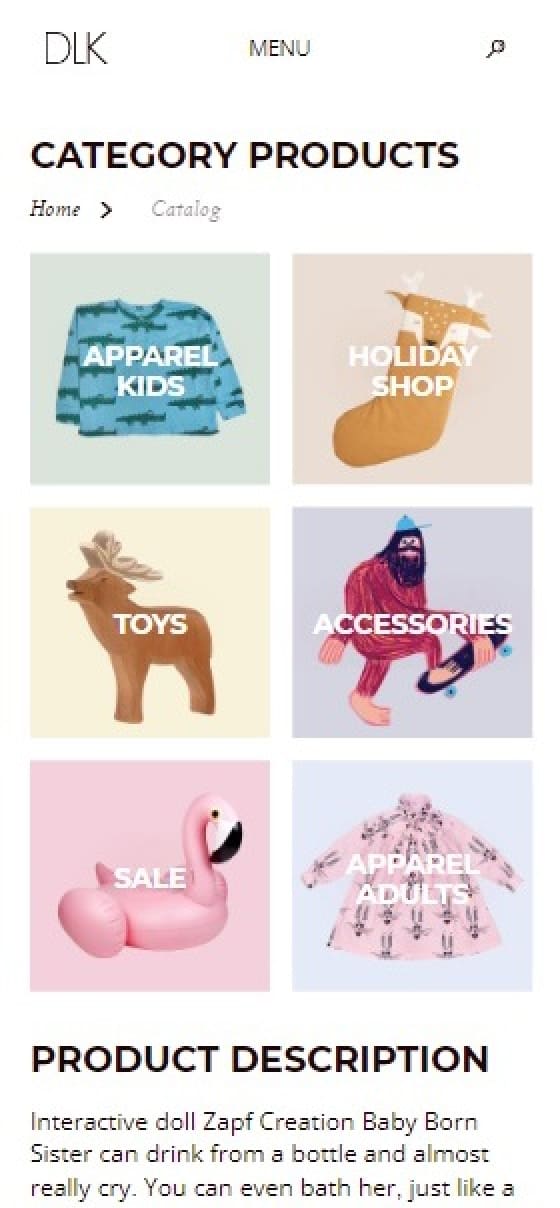 DLK MENU
CATEGORY PRODUCTS
Home Catalog
APPAREL
KIDS
HOLIDAY
SHOP
TOYS
ACCESSORIES
SALE
APPAREL
ADULTS
PRODUCT DESCRIPTION
Interactive doll Zapf Creation Baby Born
Sister can drink from a bottle and almost
really cry. You can even bath her, just like a